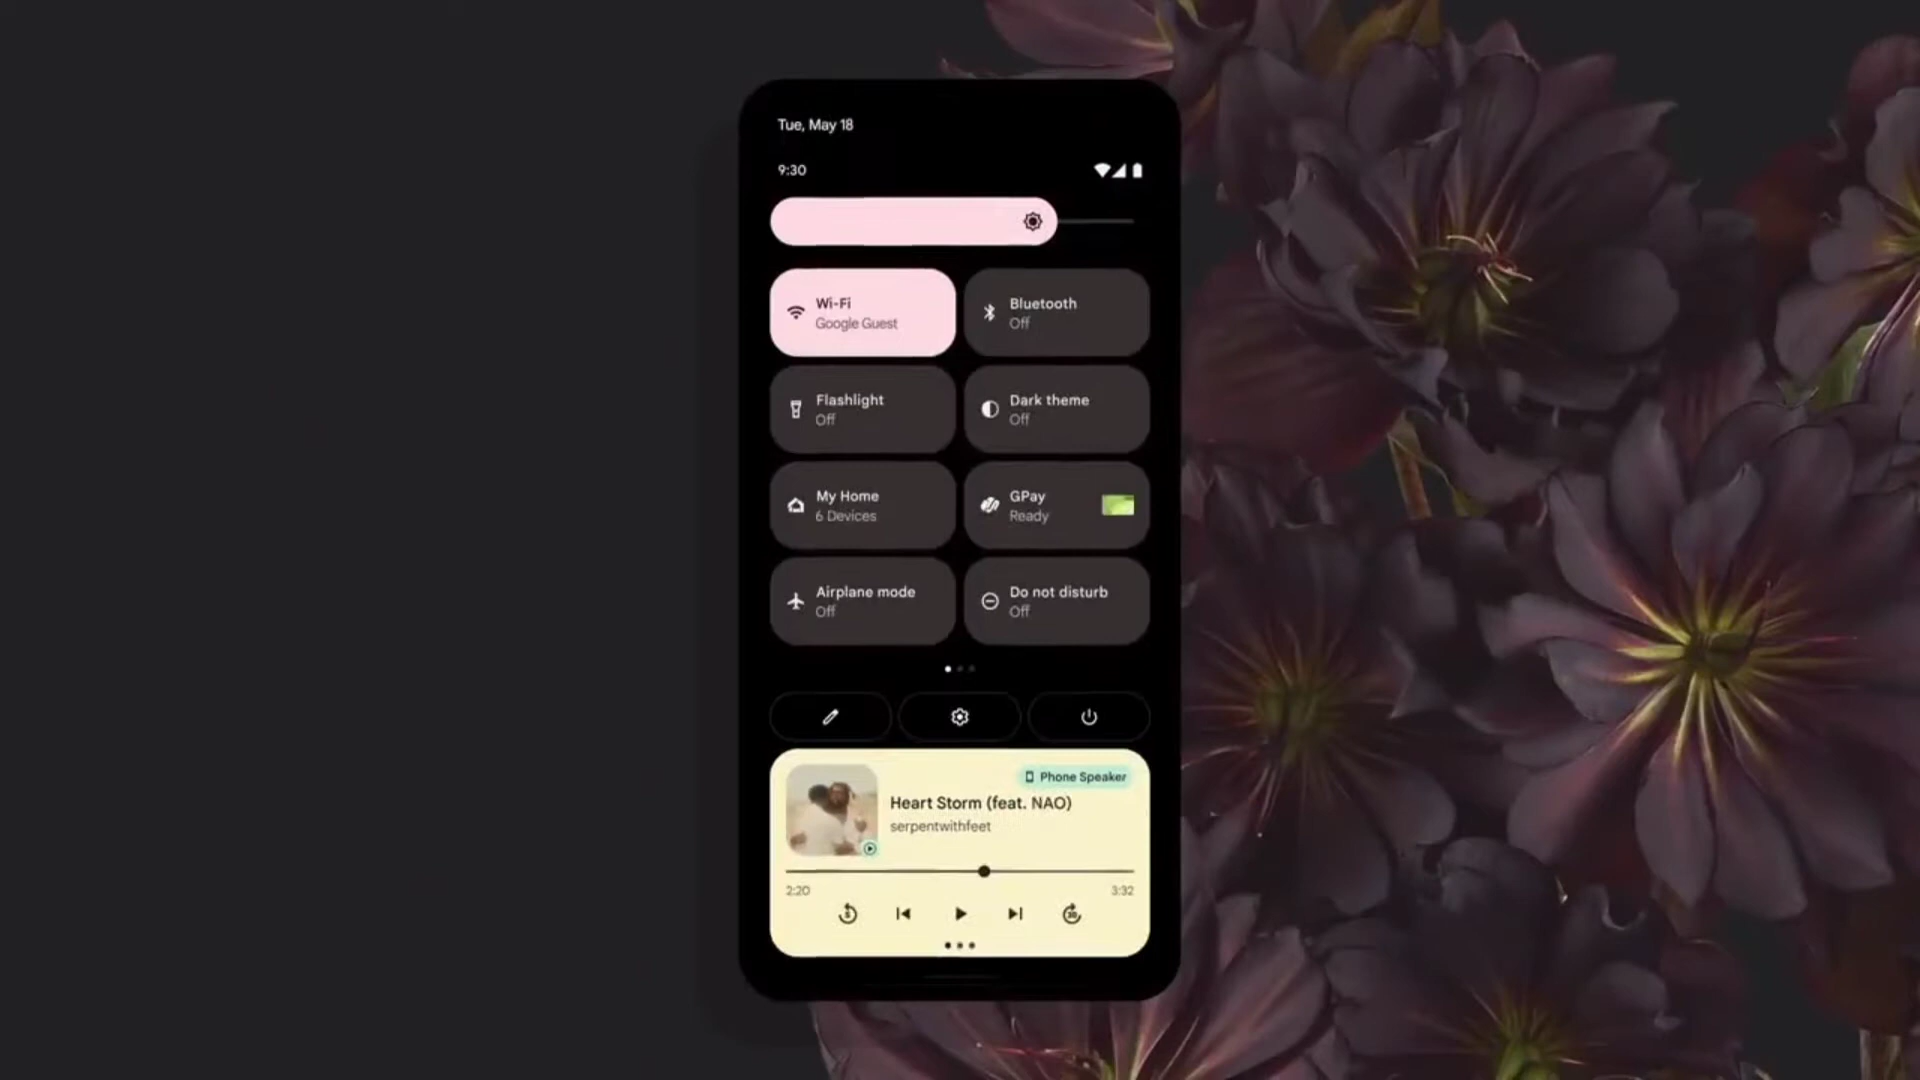 Tue, May 18
9:30
Wi-Fi
Google Guest
Bluetooth
Off
Flashlight
Off
Dark theme
Off
My Home
6 Devices
GPay
Ready
Airplane mode
Off
Do not disturb
Off
Phone Speaker
Heart Storm (feat. NAO)
serpentwithfeet
2:20
3:32
5
30